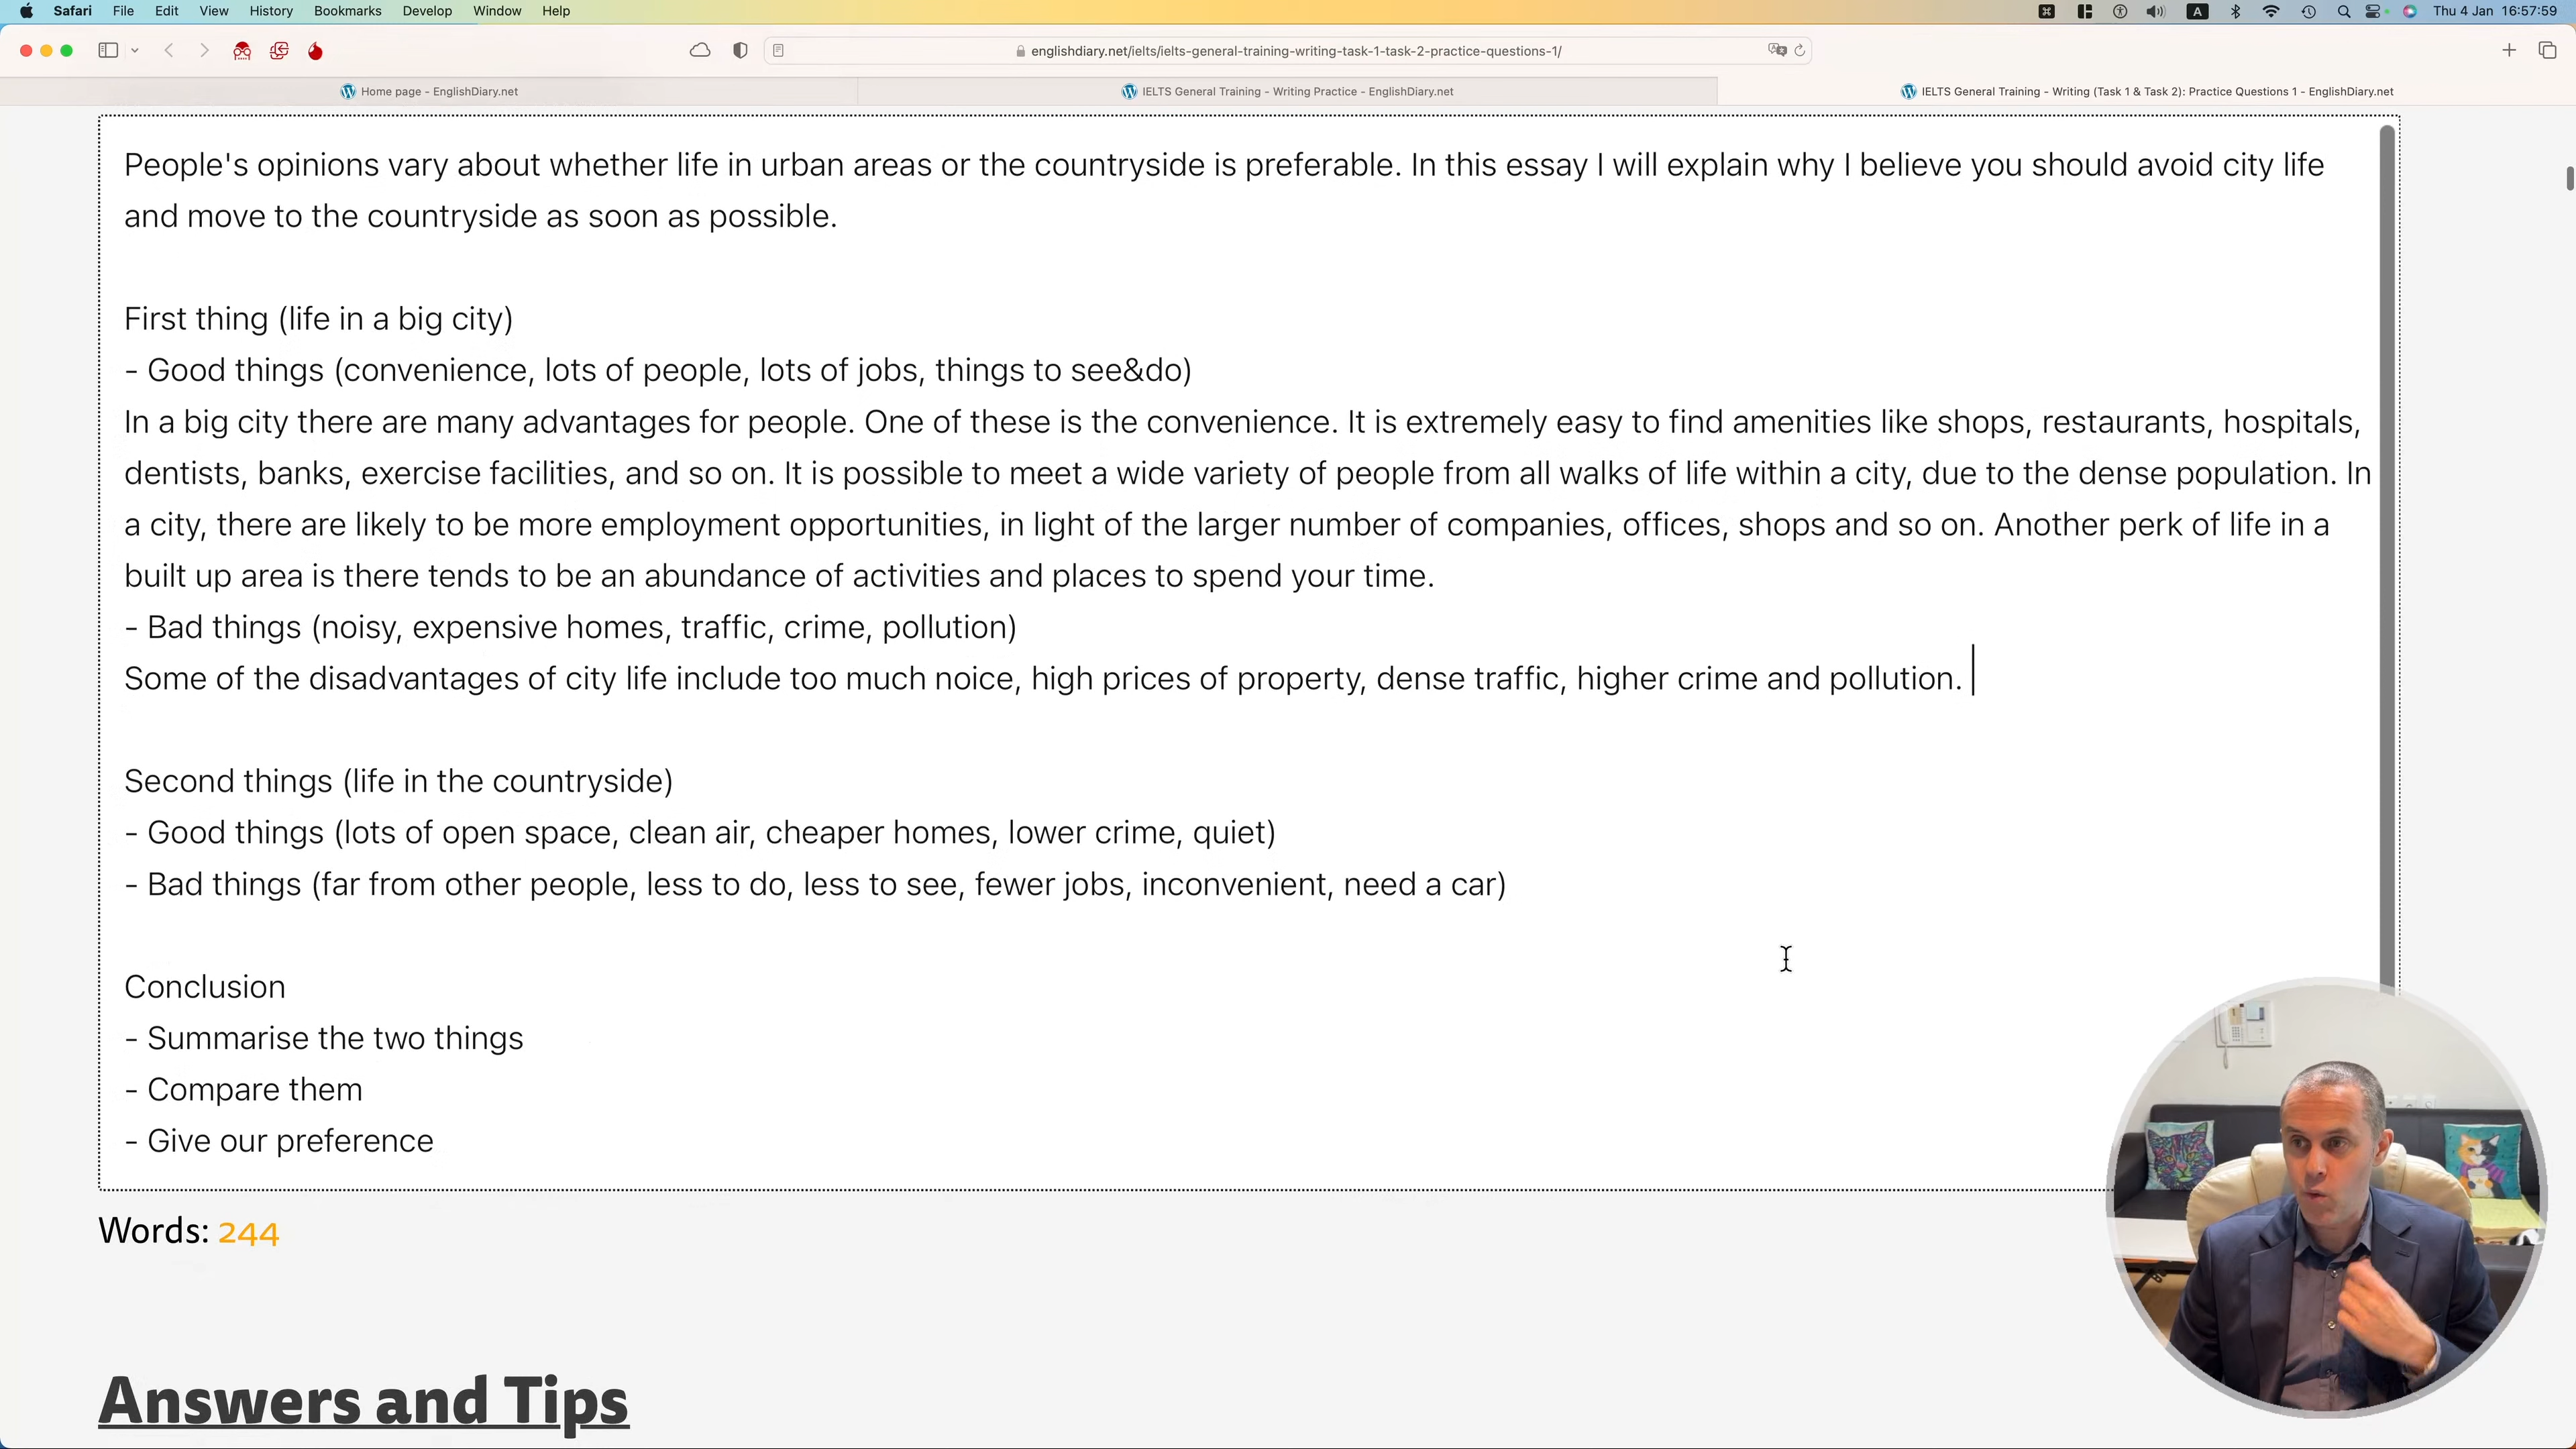 Safari File Edit View History Bookmarks Develop Window Help
A
Thu 4 Jan 16:57:59
englishdiary.net/ielts/ielts-general-training-writing-task-1-task-2-practice-questions-1/
Home page - EnglishDiary.net
IELTS General Training - Writing Practice - EnglishDiary.net
IELTS General Training - Writing (Task 1 & Task 2): Practice Questions 1 - EnglishDiary.net
People's opinions vary about whether life in urban areas or the countryside is preferable. In this essay I will explain why I believe you should avoid city life
and move to the countryside as soon as possible.
First thing (life in a big city)
- Good things (convenience, lots of people, lots of jobs, things to see&do)
In a big city there are many advantages for people. One of these is the convenience. It is extremely easy to find amenities like shops, restaurants, hospitals,
dentists, banks, exercise facilities, and so on. It is possible to meet a wide variety of people from all walks of life within a city, due to the dense population. In
a city, there are likely to be more employment opportunities, in light of the larger number of companies, offices, shops and so on. Another perk of life in a
built up area is there tends to be an abundance of activities and places to spend your time.
- Bad things (noisy, expensive homes, traffic, crime, pollution)
Some of the disadvantages of city life include too much noice, high prices of property, dense traffic, higher crime and pollution.
Second things (life in the countryside)
- Good things (lots of open space, clean air, cheaper homes, lower crime, quiet)
- Bad things (far from other people, less to do, less to see, fewer jobs, inconvenient, need a car)
Conclusion
- Summarise the two things
- Compare them
- Give our preference
Words: 244
Answers and Tips